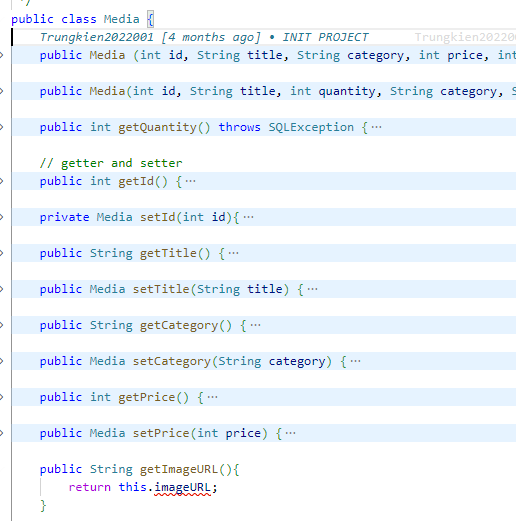 */
public class Media {
Trungkien2022001 [4 months ago] • INIT PROJECT Trungkien20220
public Media (int id, String title, String category, int price, int
public Media(int id, String title, int quantity, String category, S
public int getQuantity() throws SQLException {···
// getter and setter
public int getId() {···
private Media setId(int id){···
public String getTitle() {···
public Media setTitle(String title) {···
public String getCategory() {···
public Media setCategory(String category) {···
public int getPrice() {···
public Media setPrice(int price) {···
public String getImageURL(){
return this.imageURL;
}